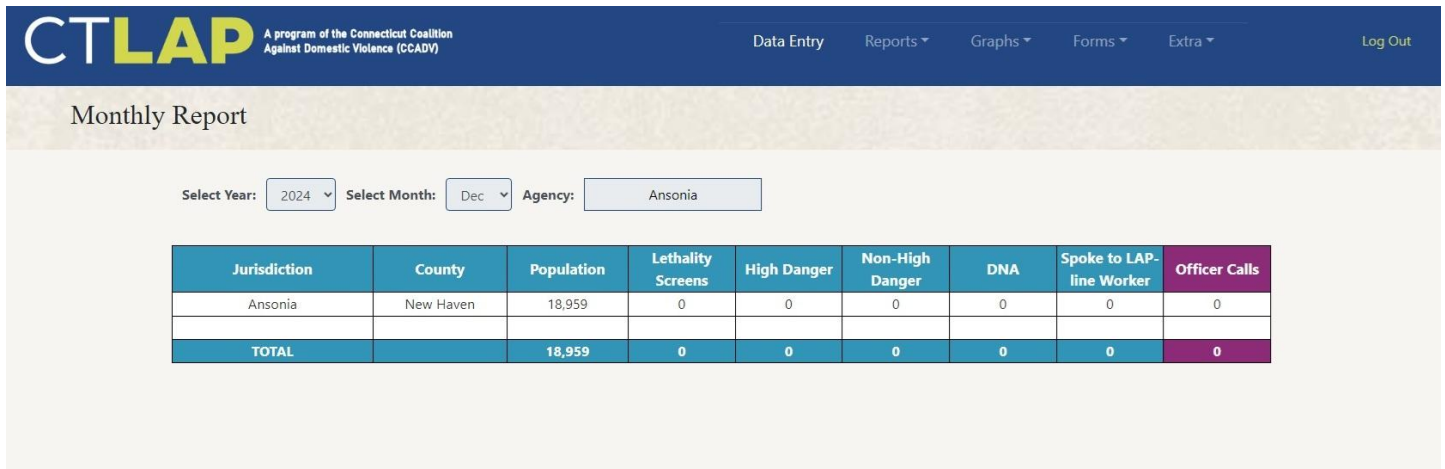 CTLAP A program of the Connecticut Coalition
Against Domestic Violence (CCADV)
Data Entry Reports Graphs Forms Extra Log Out
Monthly Report
Select Year: 2024 Select Month: Dec Agency: Ansonia
Jurisdiction County Population Lethality Screens High Danger Non-High Danger DNA Spoke to LAP-line Worker Officer Calls
Ansonia New Haven 18,959 0 0 0 0 0 0
TOTAL 18,959 0 0 0 0 0 0